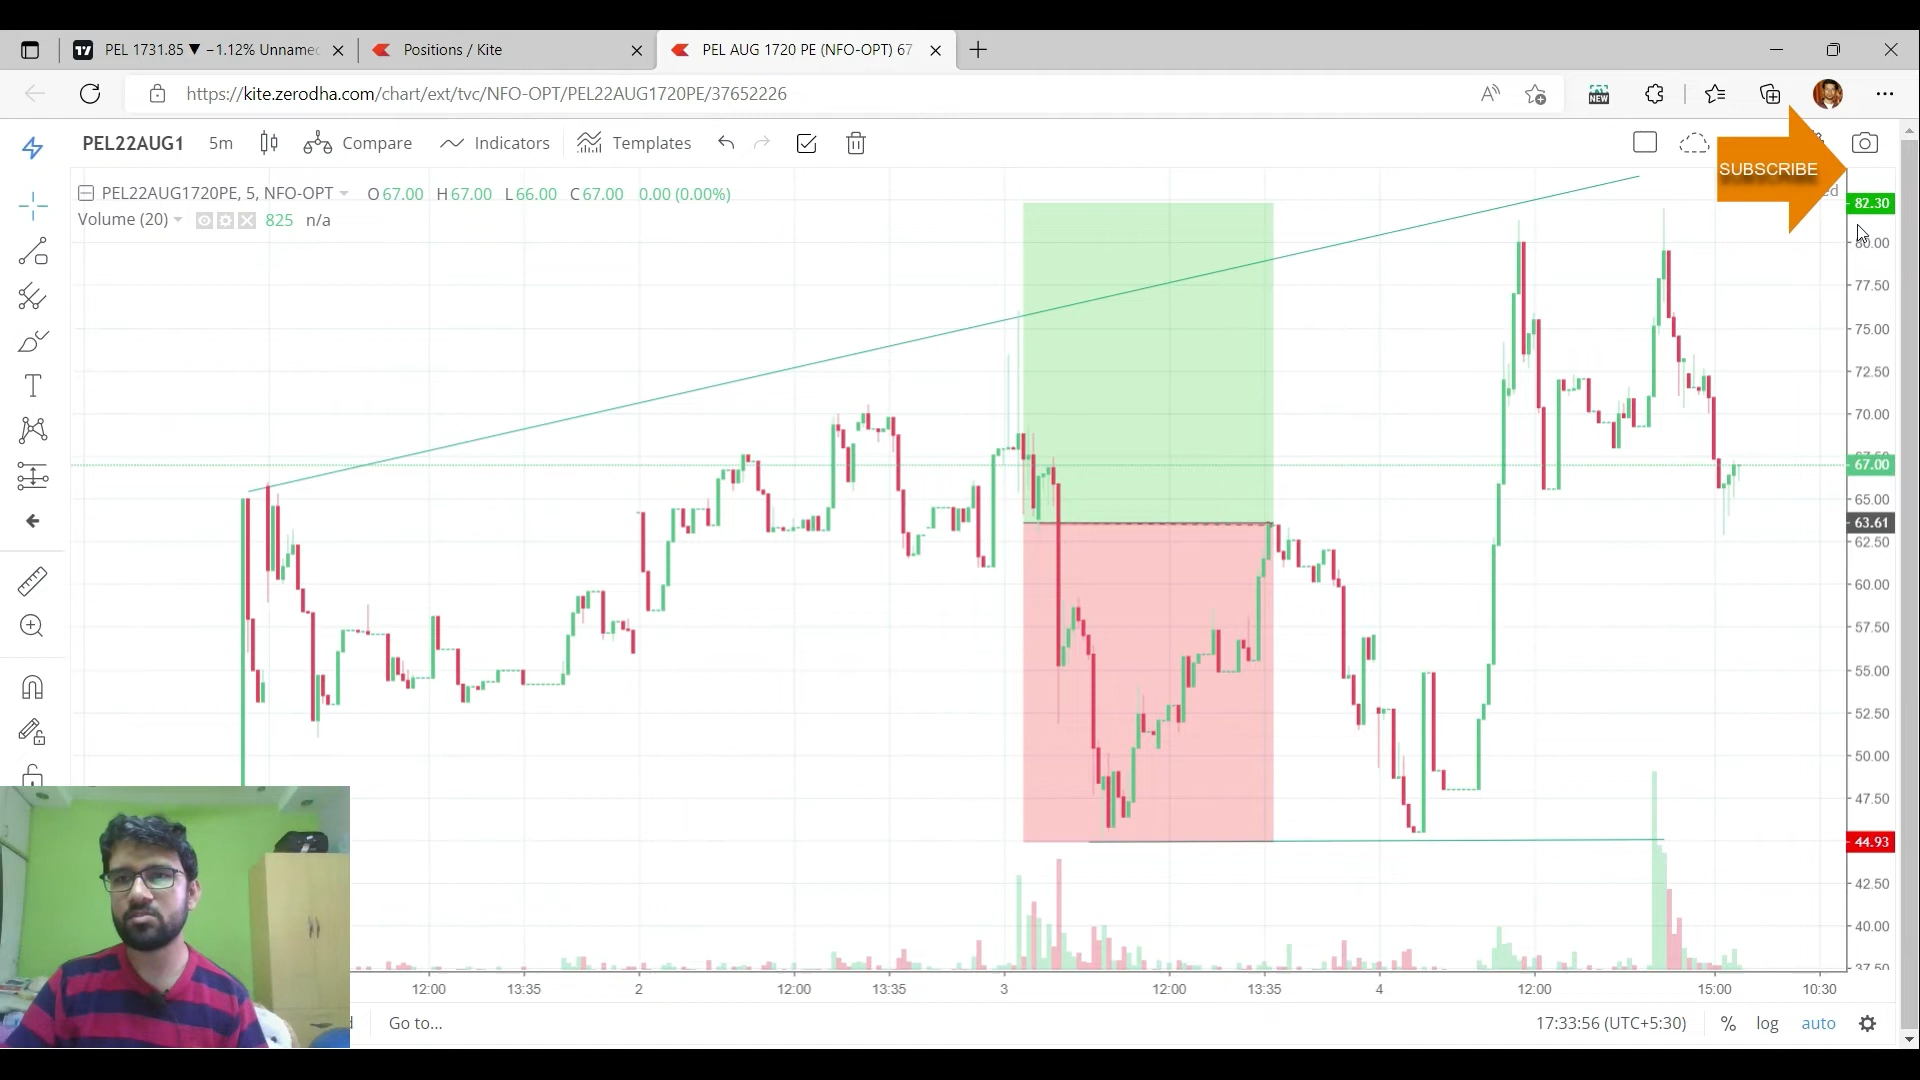 PEL 1731.85 ▼ −1.12% Unname
Positions / Kite
PEL AUG 1720 PE (NFO-OPT) 67
https://kite.zerodha.com/chart/ext/tvc/NFO-OPT/PEL22AUG1720PE/37652226
NEW
PEL22AUG1 5m Compare Indicators Templates
SUBSCRIBE
PEL22AUG1720PE, 5, NFO-OPT O67.00 H67.00 L66.00 C67.00 0.00 (0.00%)
Volume (20) 825 n/a
82.30
77.50
75.00
72.50
70.00
67.00
65.00
63.61
62.50
60.00
57.50
55.00
52.50
50.00
47.50
44.93
42.50
40.00
37.50
12:00 13:35 2 12:00 13:35 3 12:00 13:35 4 12:00 15:00 10:30
Go to... 17:33:56 (UTC+5:30) % log auto